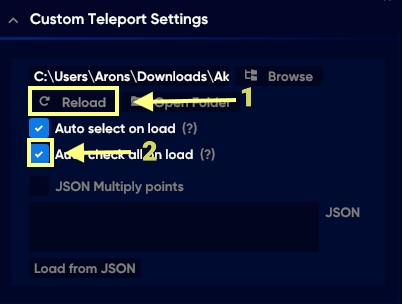 Custom Teleport Settings
C:\Users\Arons\Downloads\Ak Browse
Reload Open Folder 1
Auto select on load (?)
Auto check all on load (?) 2
JSON Multiply points
JSON
Load from JSON